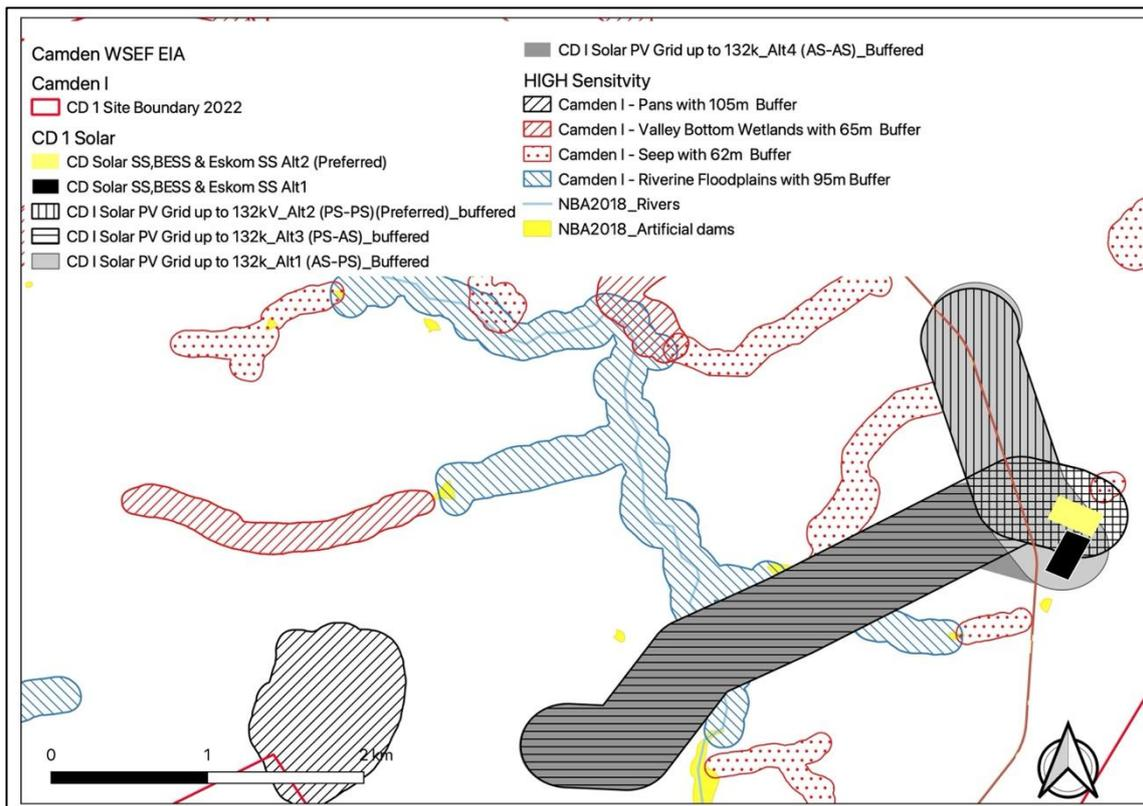 Camden WSEF EIA
Camden I
CD 1 Site Boundary 2022
CD 1 Solar
CD Solar SS,BESS & Eskom SS Alt2 (Preferred)
CD Solar SS,BESS & Eskom SS Alt1
CD I Solar PV Grid up to 132kV_Alt2 (PS-PS)(Preferred)_buffered
CD I Solar PV Grid up to 132k_Alt3 (PS-AS)_buffered
CD I Solar PV Grid up to 132k_Alt1 (AS-PS)_Buffered
CD I Solar PV Grid up to 132k_Alt4 (AS-AS)_Buffered
HIGH Sensitvity
Camden I - Pans with 105m Buffer
Camden I - Valley Bottom Wetlands with 65m Buffer
Camden I - Seep with 62m Buffer
Camden I - Riverine Floodplains with 95m Buffer
NBA2018_Rivers
NBA2018_Artificial dams
0 1 2 km